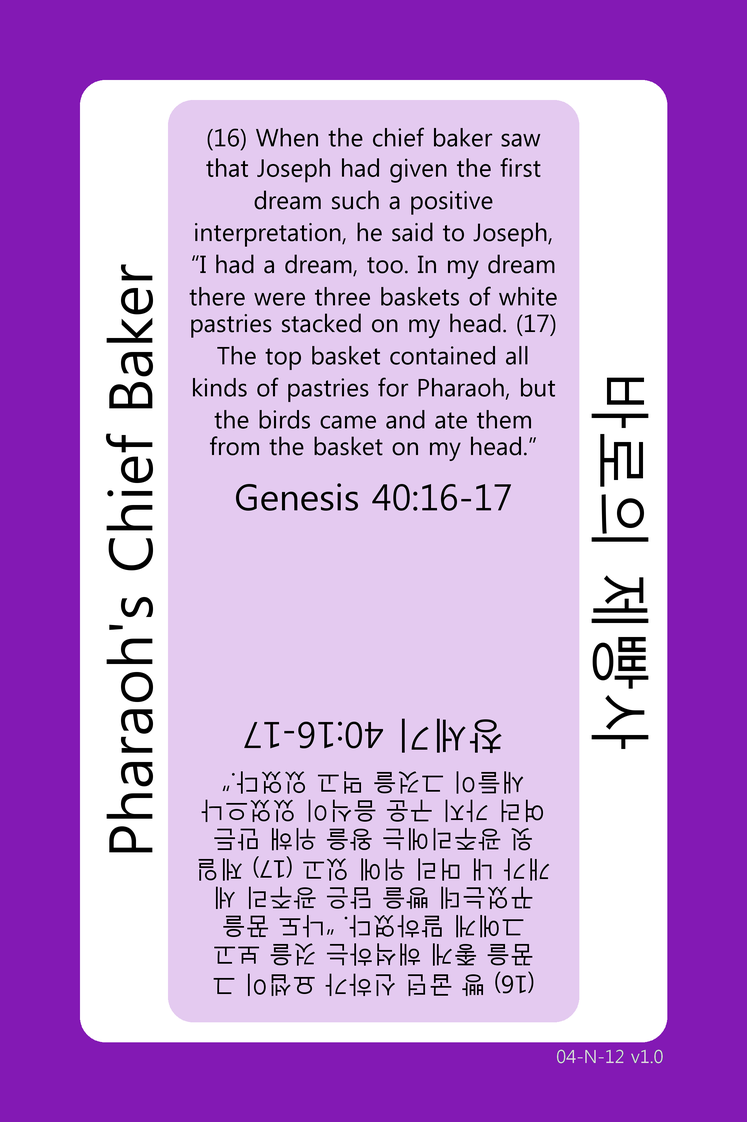 Pharaoh's Chief Baker
(16) When the chief baker saw
that Joseph had given the first
dream such a positive
interpretation, he said to Joseph,
“I had a dream, too. In my dream
there were three baskets of white
pastries stacked on my head. (17)
The top basket contained all
kinds of pastries for Pharaoh, but
the birds came and ate them
from the basket on my head.”
Genesis 40:16-17
바로의 제빵사
(16) 빵 굽던 신하가 요셉이 그
꿈을 좋게 해석하는 것을 보고
그에게 말하였다. “나도 꿈을
꾸었는데 빵을 담은 광주리 세
개가 내 머리 위에 있고 (17) 제일
윗 광주리에는 왕을 위해 만든
여러 가지 구운 음식이 있었으나
새들이 그것을 먹고 있었다.”
창세기 40:16-17
04-N-12 v1.0